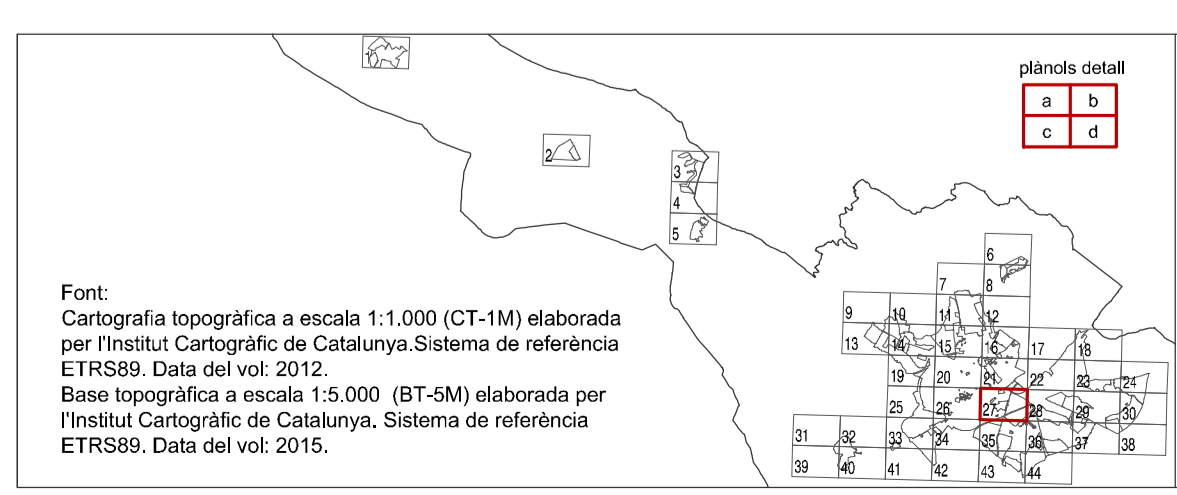 plànols detall
a b
c d
1
2
3
4
5
6
7 8
9 10 11 12
13 14 15 16 17 18
19 20 21 22 23 24
25 26 27 28 29 30
31 32 33 34 35 36 37 38
39 40 41 42 43 44
Font:
Cartografia topogràfica a escala 1:1.000 (CT-1M) elaborada
per l'Institut Cartogràfic de Catalunya.Sistema de referència
ETRS89. Data del vol: 2012.
Base topogràfica a escala 1:5.000 (BT-5M) elaborada per
l'Institut Cartogràfic de Catalunya. Sistema de referència
ETRS89. Data del vol: 2015.